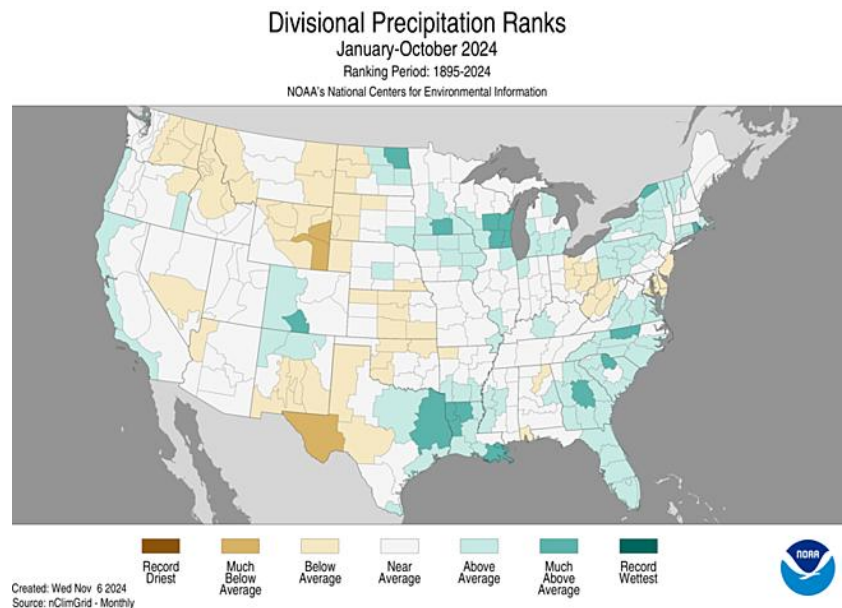 Divisional Precipitation Ranks
January-October 2024
Ranking Period: 1895-2024
NOAA's National Centers for Environmental Information
Record
Driest
Much
Below
Average
Below
Average
Near
Average
Above
Average
Much
Above
Average
Record
Wettest
NOAA
Created: Wed Nov 6 2024
Source: nClimGrid - Monthly